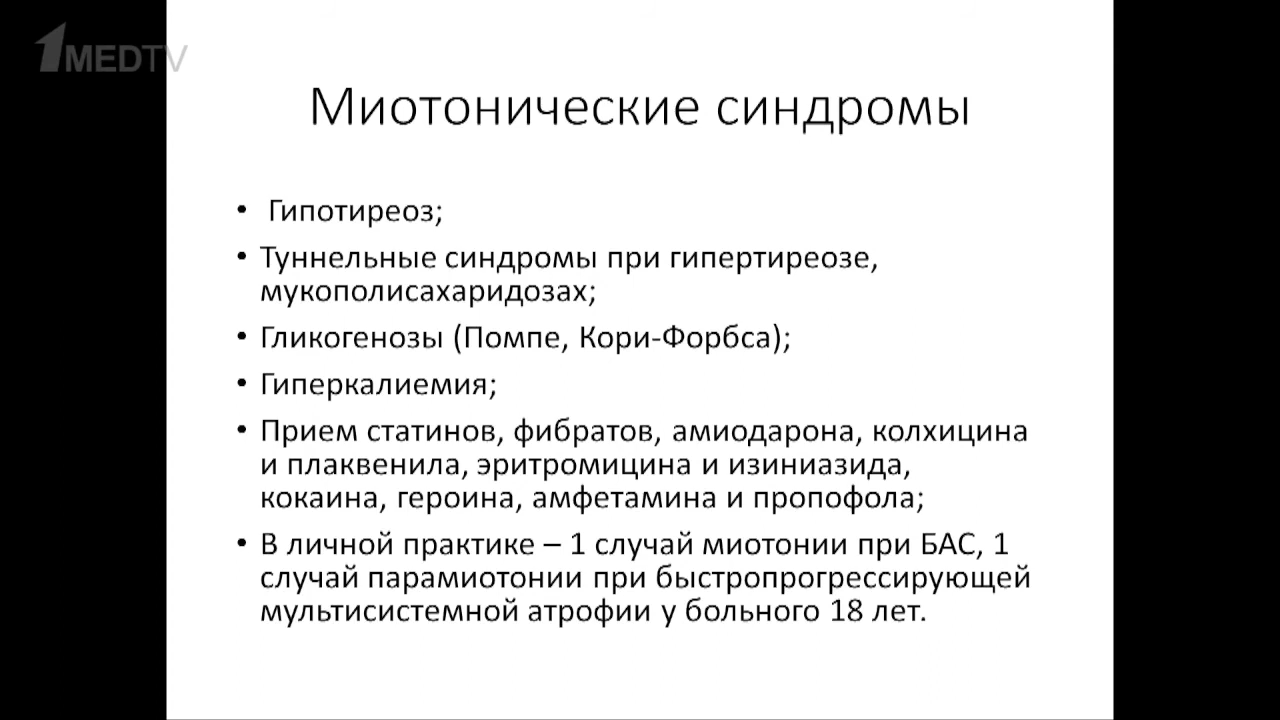 1MEDTV
Миотонические синдромы
• Гипотиреоз;
• Туннельные синдромы при гипертиреозе,
мукополисахаридозах;
• Гликогенозы (Помпе, Кори-Форбса);
• Гиперкалиемия;
• Прием статинов, фибратов, амиодарона, колхицина
и плаквенила, эритромицина и изиниазида,
кокаина, героина, амфетамина и пропофола;
• В личной практике – 1 случай миотонии при БАС, 1
случай парамиотонии при быстропрогрессирующей
мультисистемной атрофии у больного 18 лет.